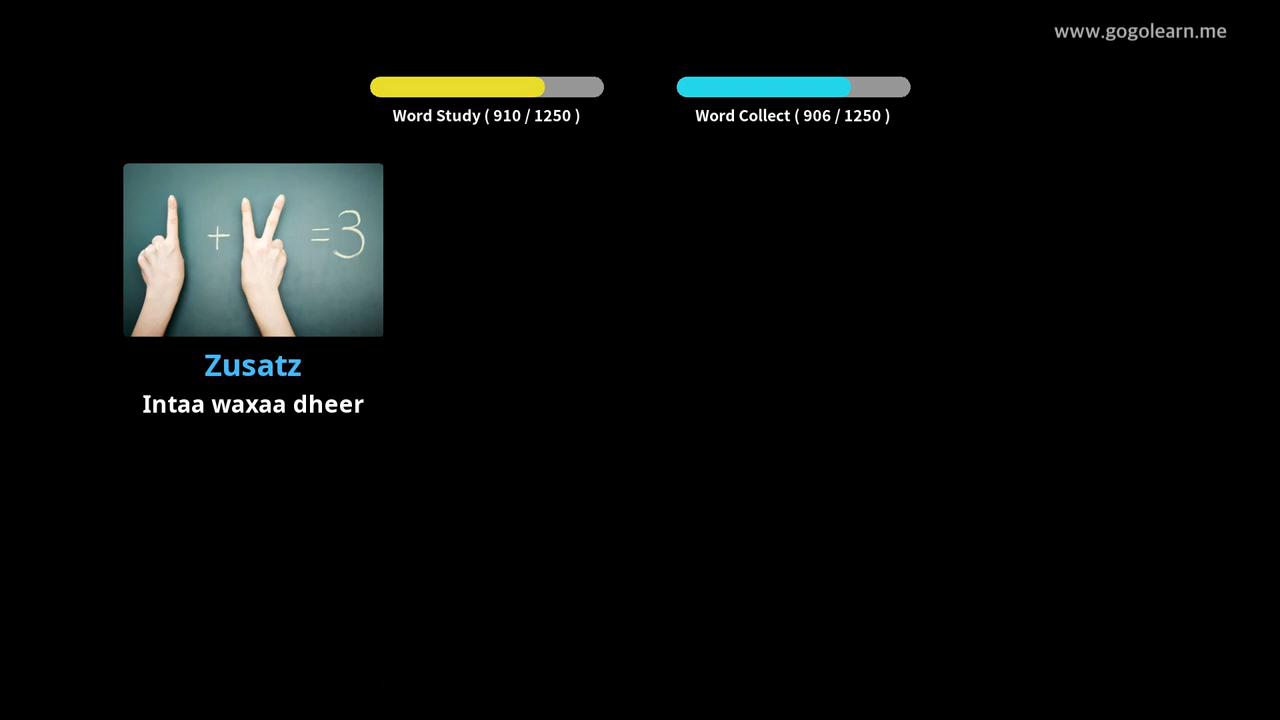 www.gogolearn.me
Word Study ( 910 / 1250 )
Word Collect ( 906 / 1250 )
+ =3
Zusatz
Intaa waxaa dheer